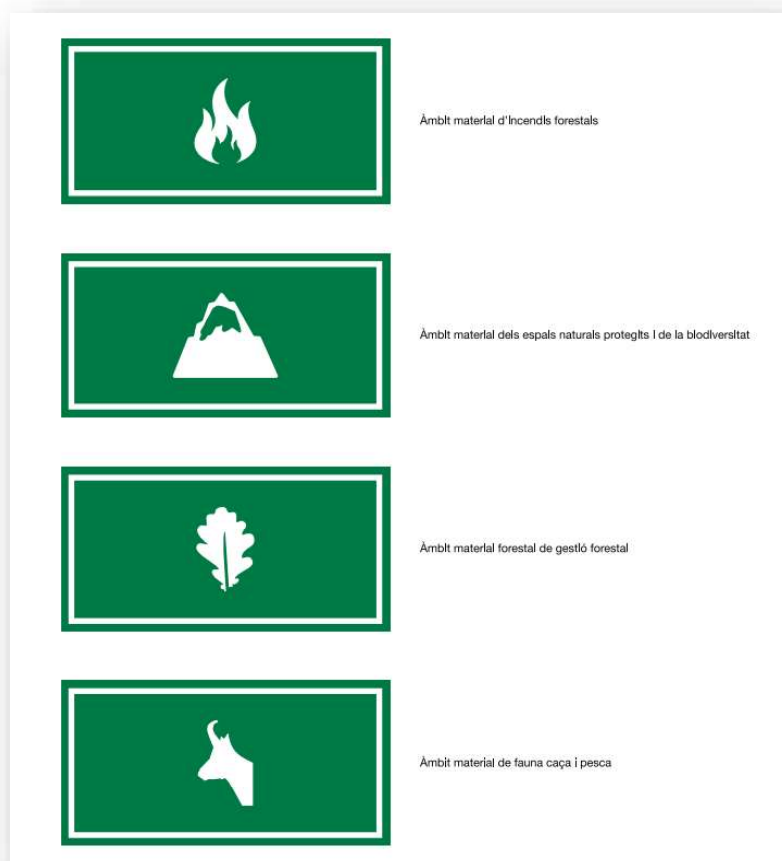 Àmbit material d'incendis forestals
Àmbit material dels espais naturals protegits i de la biodiversitat
Àmbit material forestal de gestió forestal
Àmbit material de fauna caça i pesca